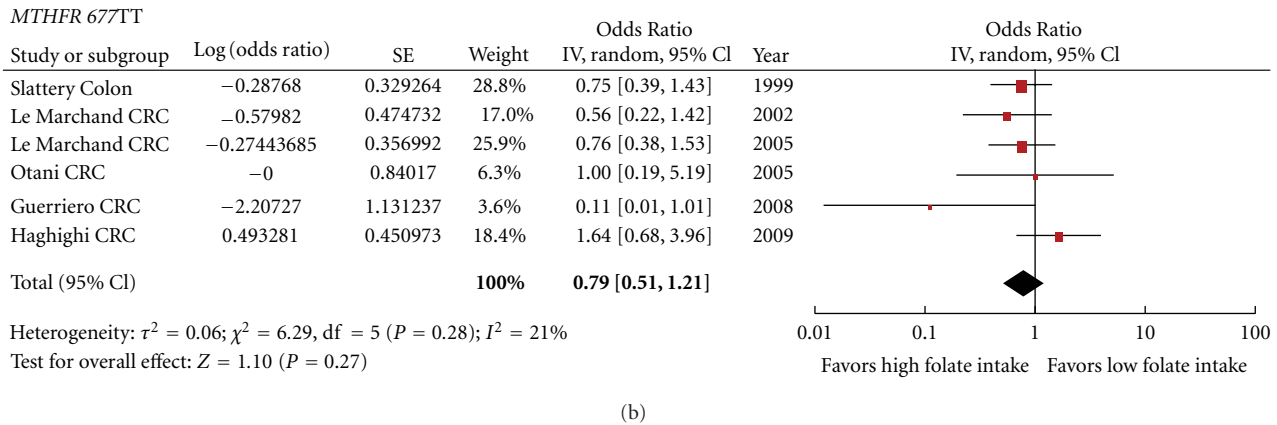 MTHFR 677TT
Odds Ratio Odds Ratio
Study or subgroup Log (odds ratio) SE Weight IV, random, 95% Cl Year IV, random, 95% Cl
Slattery Colon −0.28768 0.329264 28.8% 0.75 [0.39, 1.43] 1999
Le Marchand CRC −0.57982 0.474732 17.0% 0.56 [0.22, 1.42] 2002
Le Marchand CRC −0.27443685 0.356992 25.9% 0.76 [0.38, 1.53] 2005
Otani CRC −0 0.84017 6.3% 1.00 [0.19, 5.19] 2005
Guerriero CRC −2.20727 1.131237 3.6% 0.11 [0.01, 1.01] 2008
Haghighi CRC 0.493281 0.450973 18.4% 1.64 [0.68, 3.96] 2009
Total (95% Cl) 100% 0.79 [0.51, 1.21]
Heterogeneity: τ² = 0.06; χ² = 6.29, df = 5 (P = 0.28); I² = 21%
Test for overall effect: Z = 1.10 (P = 0.27)
0.01 0.1 1 10 100
Favors high folate intake Favors low folate intake
(b)